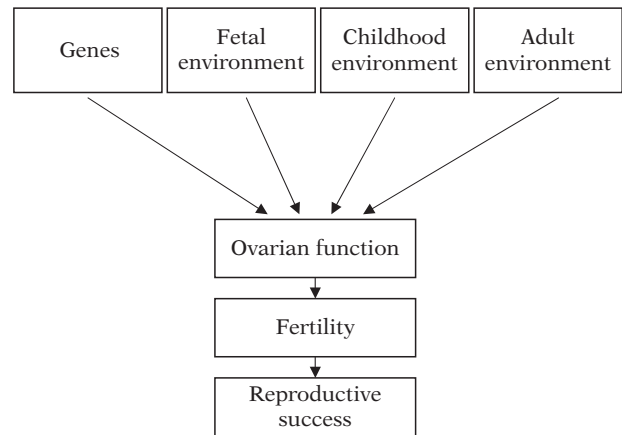 Genes
Fetal
environment
Childhood
environment
Adult
environment
Ovarian function
Fertility
Reproductive
success